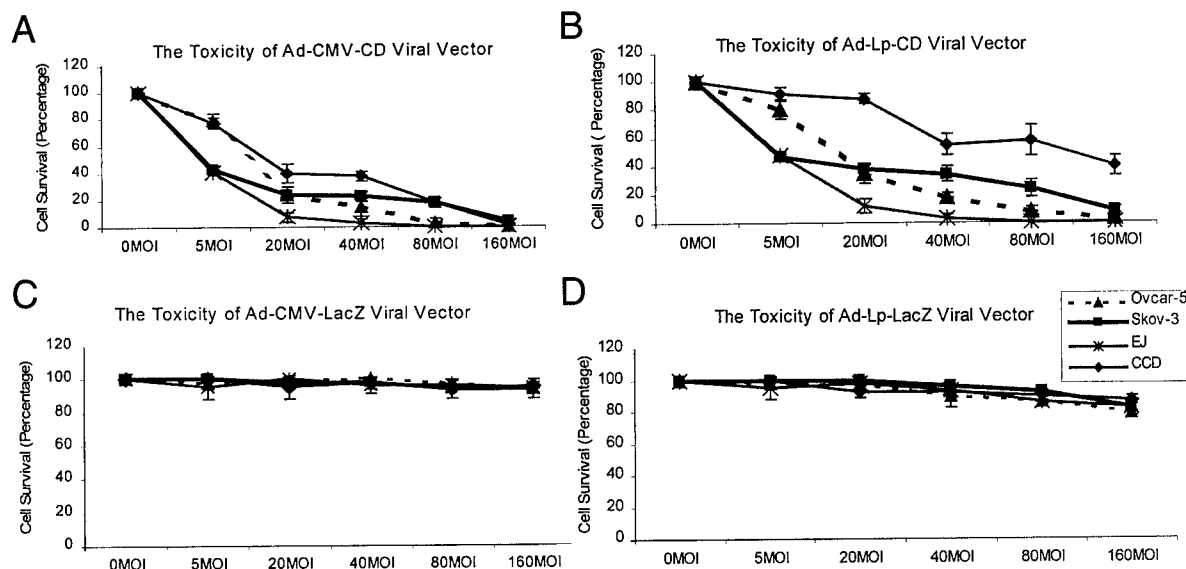 A
The Toxicity of Ad-CMV-CD Viral Vector
Cell Survival (Percentage)
120
100
80
60
40
20
0
0MOI 5MOI 20MOI 40MOI 80MOI 160MOI
B
The Toxicity of Ad-Lp-CD Viral Vector
Cell Survival ( Percentage)
120
100
80
60
40
20
0
0MOI 5MOI 20MOI 40MOI 80MOI 160MOI
C
The Toxicity of Ad-CMV-LacZ Viral Vector
Cell Survival (Percentage)
120
100
80
60
40
20
0
0MOI 5MOI 20MOI 40MOI 80MOI 160MOI
D
The Toxicity of Ad-Lp-LacZ Viral Vector
Cell Survival (Percentage)
120
100
80
60
40
20
0
0MOI 5MOI 20MOI 40MOI 80MOI 160MOI
Ovcar-5
Skov-3
EJ
CCD